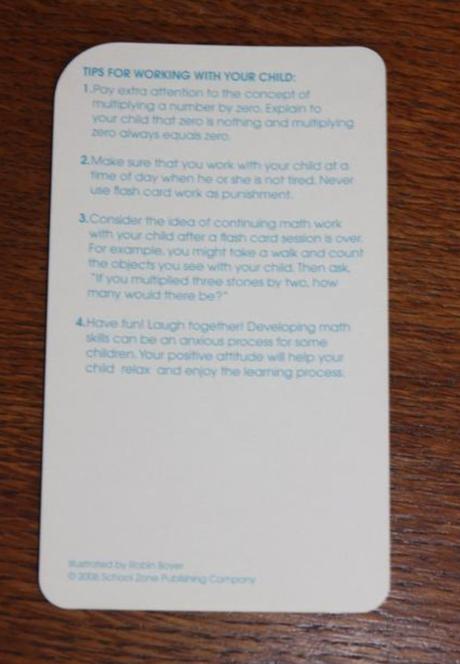 TIPS FOR WORKING WITH YOUR CHILD:
1. Pay extra attention to the concept of
multiplying a number by zero. Explain to
your child that zero is nothing and multiplying
zero always equals zero.
2. Make sure that you work with your child at a
time of day when he or she is not tired. Never
use flash card work as punishment.
3. Consider the idea of continuing math work
with your child after a flash card session is over.
For example, you might take a walk and count
the objects you see with your child. Then ask,
"If you multiplied three stones by two, how
many would there be?"
4. Have fun! Laugh together! Developing math
skills can be an anxious process for some
children. Your positive attitude will help your
child relax and enjoy the learning process.
Illustrated by Robin Boyer
© 2006 School Zone Publishing Company